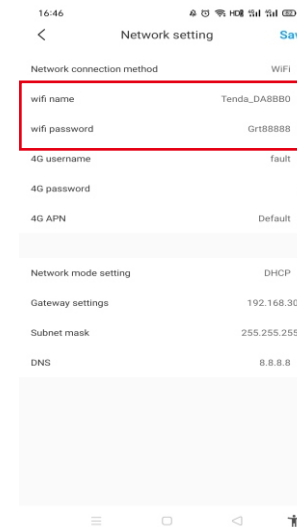 16:46 HD
Network setting Sav
Network connection method WiFi
wifi name Tenda_DA8BB0
wifi password Grt88888
4G username fault
4G password
4G APN Default
Network mode setting DHCP
Gateway settings 192.168.30
Subnet mask 255.255.255
DNS 8.8.8.8